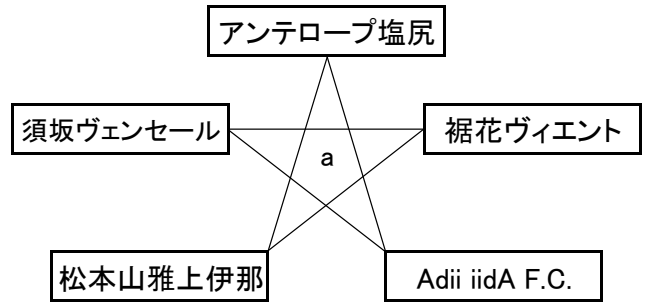 アンテロープ塩尻
須坂ヴェンセール
裾花ヴィエント
a
松本山雅上伊那
Adii iidA F.C.